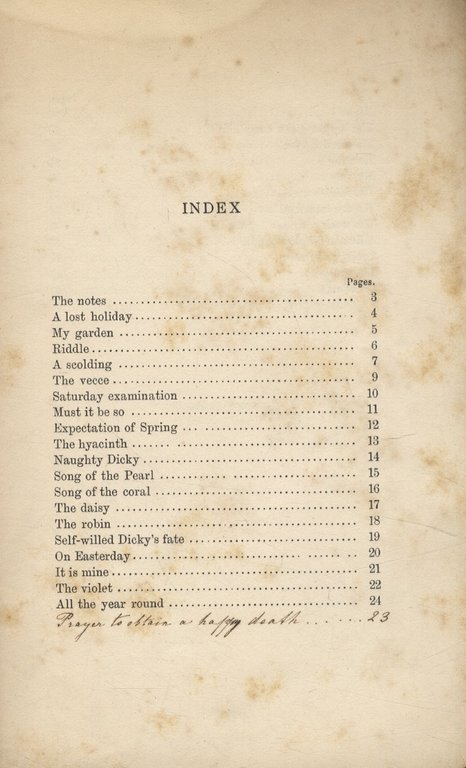 INDEX
Pages.
The notes ........................................ 3
A lost holiday ........................................ 4
My garden ........................................ 5
Riddle ........................................ 6
A scolding ........................................ 7
The vecce ........................................ 9
Saturday examination ........................................ 10
Must it be so ........................................ 11
Expectation of Spring ........................................ 12
The hyacinth ........................................ 13
Naughty Dicky ........................................ 14
Song of the Pearl ........................................ 15
Song of the coral ........................................ 16
The daisy ........................................ 17
The robin ........................................ 18
Self-willed Dicky's fate ........................................ 19
On Easterday ........................................ 20
It is mine ........................................ 21
The violet ........................................ 22
All the year round ........................................ 24
Prayer to obtain a happy death ...... 23